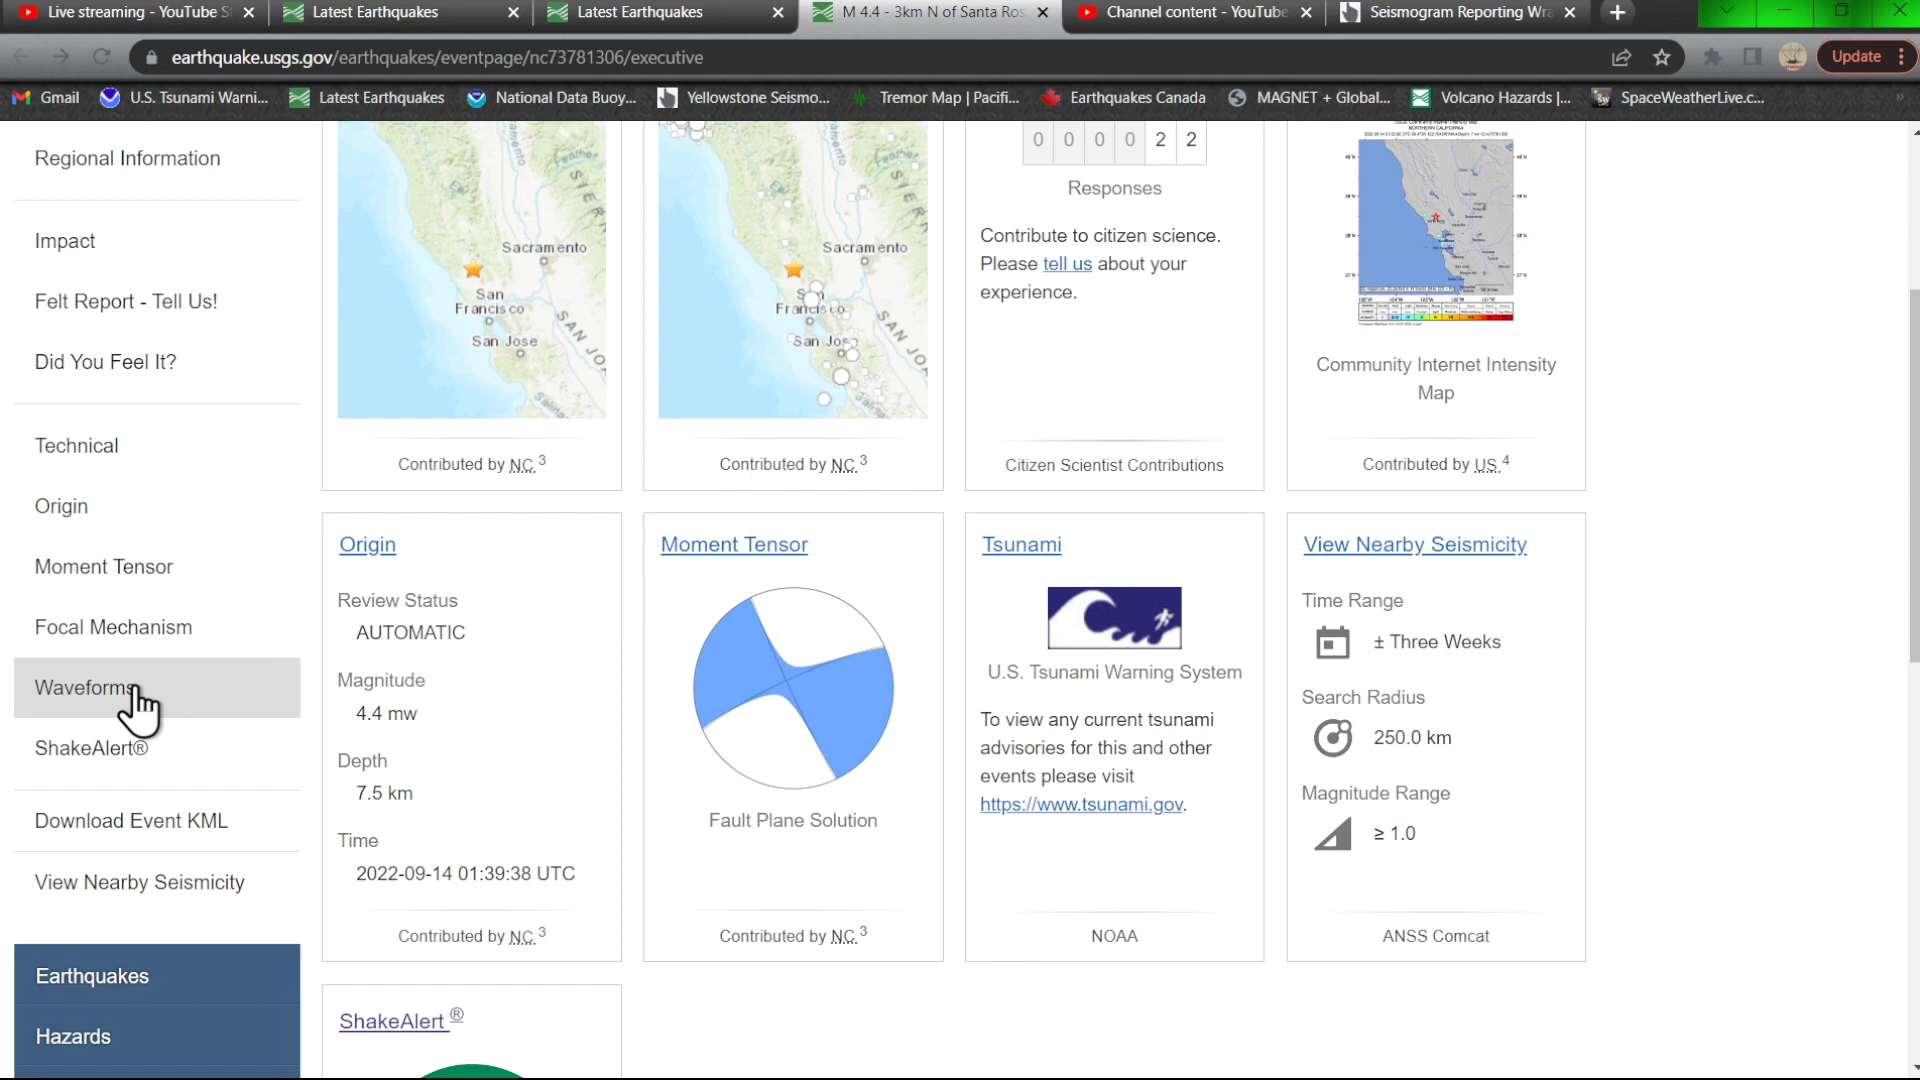 Live streaming - YouTube S
Latest Earthquakes
Latest Earthquakes
M 4.4 - 3km N of Santa Ros
Channel content - YouTube
Seismogram Reporting Wra
earthquake.usgs.gov/earthquakes/eventpage/nc73781306/executive
Update
Gmail
U.S. Tsunami Warni...
Latest Earthquakes
National Data Buoy...
Yellowstone Seismo...
Tremor Map | Pacifi...
Earthquakes Canada
MAGNET + Global...
Volcano Hazards |...
SpaceWeatherLive.c...
Regional Information
Impact
Felt Report - Tell Us!
Did You Feel It?
Technical
Origin
Moment Tensor
Focal Mechanism
Waveforms
ShakeAlert®
Download Event KML
View Nearby Seismicity
Earthquakes
Hazards
Sacramento
San
Francisco
San Jose
Contributed by NC 3
Sacramento
San
Francisco
San Jose
Contributed by NC 3
0 0 0 0 2 2
Responses
Contribute to citizen science.
Please tell us about your
experience.
Citizen Scientist Contributions
NORTHERN CALIFORNIA
Community Internet Intensity
Map
Contributed by US 4
Origin
Review Status
AUTOMATIC
Magnitude
4.4 mw
Depth
7.5 km
Time
2022-09-14 01:39:38 UTC
Contributed by NC 3
Moment Tensor
Fault Plane Solution
Contributed by NC 3
Tsunami
U.S. Tsunami Warning System
To view any current tsunami
advisories for this and other
events please visit
https://www.tsunami.gov.
NOAA
View Nearby Seismicity
Time Range
± Three Weeks
Search Radius
250.0 km
Magnitude Range
≥ 1.0
ANSS Comcat
ShakeAlert ®